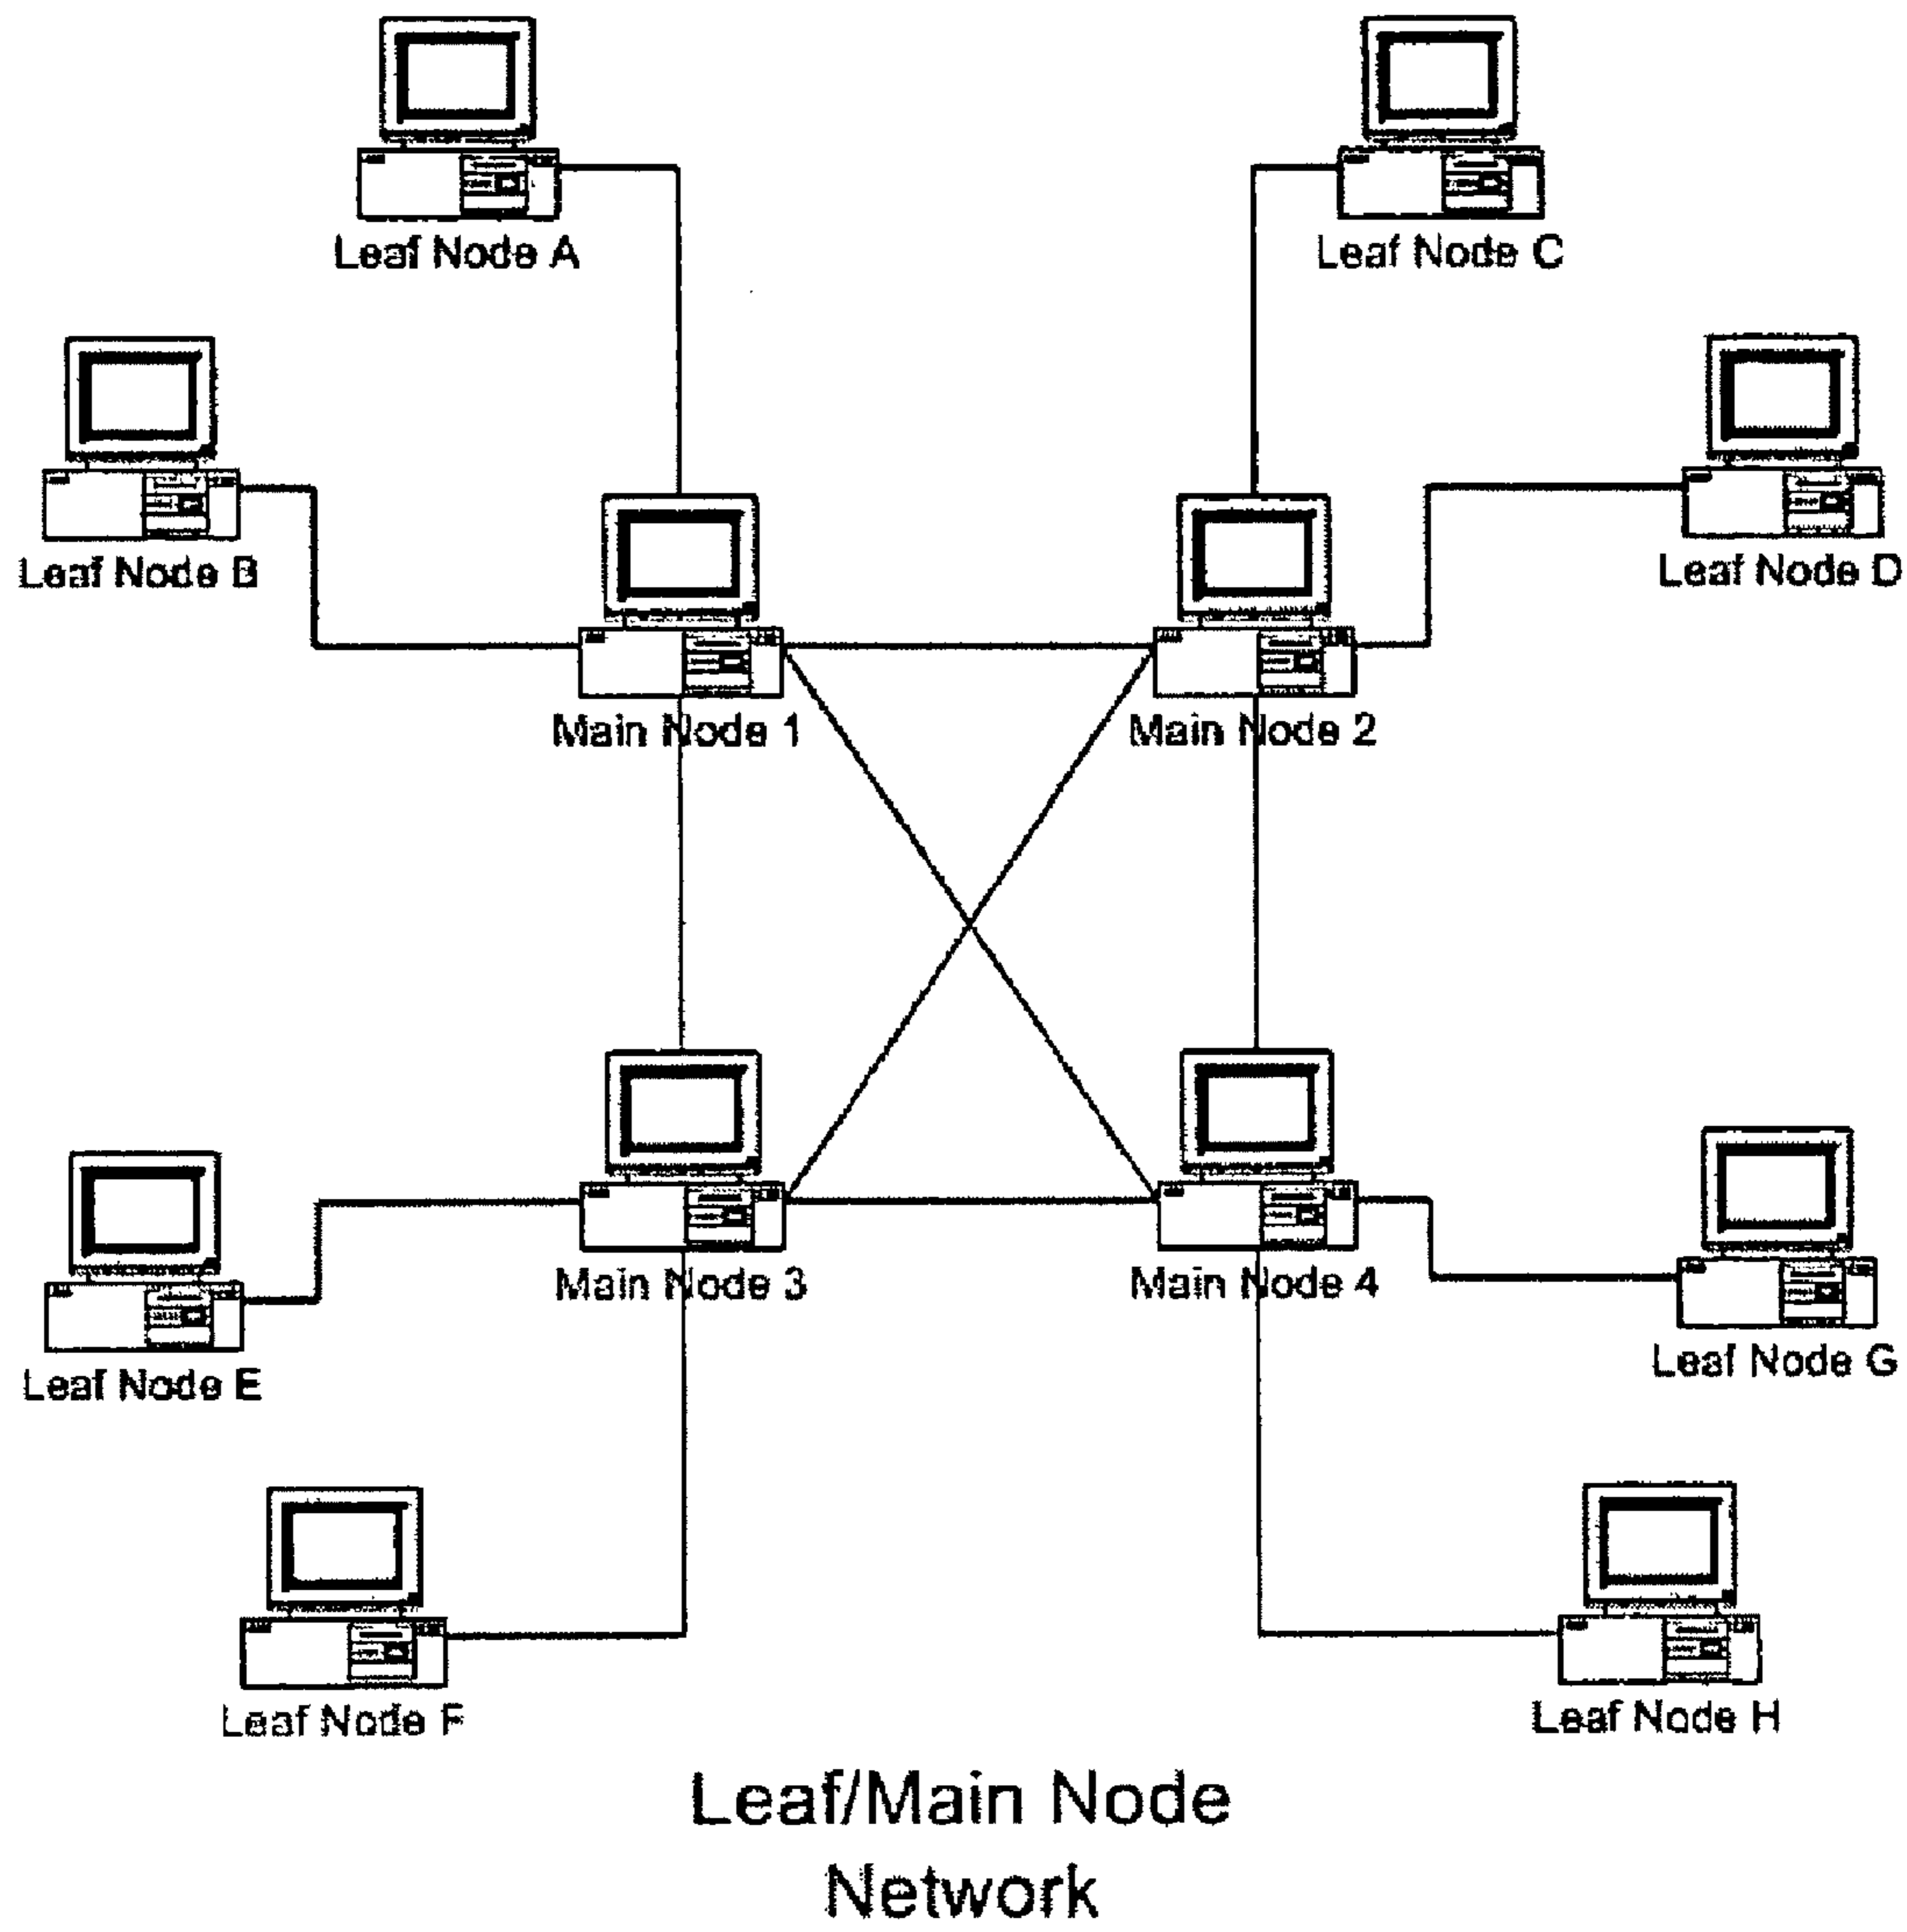 Leaf Node A
Leaf Node C
Leaf Node B
Leaf Node D
Main Node 1
Main Node 2
Main Node 3
Main Node 4
Leaf Node E
Leaf Node G
Leaf Node F
Leaf Node H
Leaf/Main Node
Network